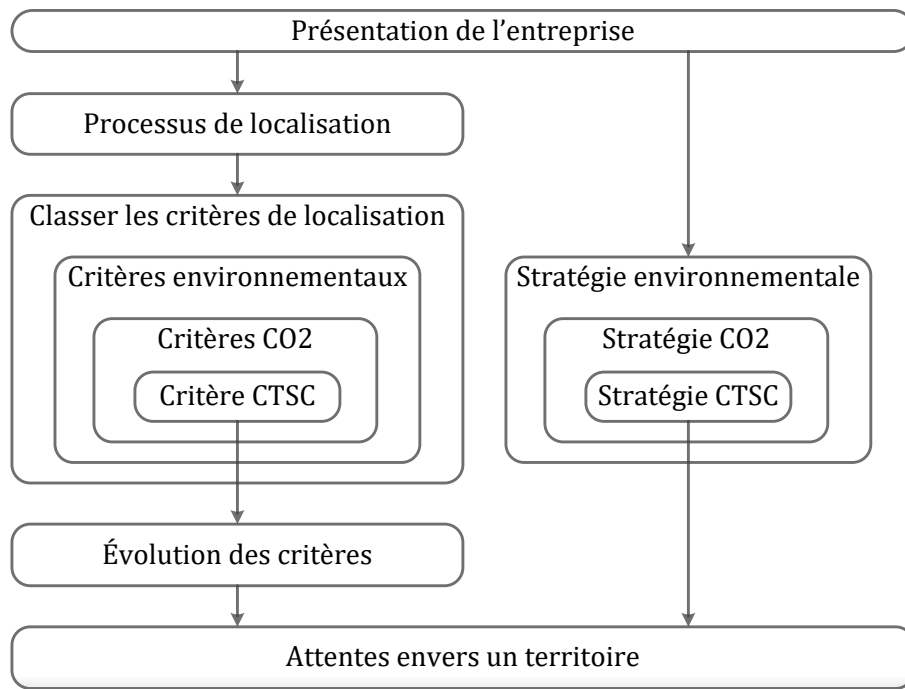 Présentation de l’entreprise
Processus de localisation
Classer les critères de localisation
Critères environnementaux
Critères CO2
Critère CTSC
Stratégie environnementale
Stratégie CO2
Stratégie CTSC
Évolution des critères
Attentes envers un territoire